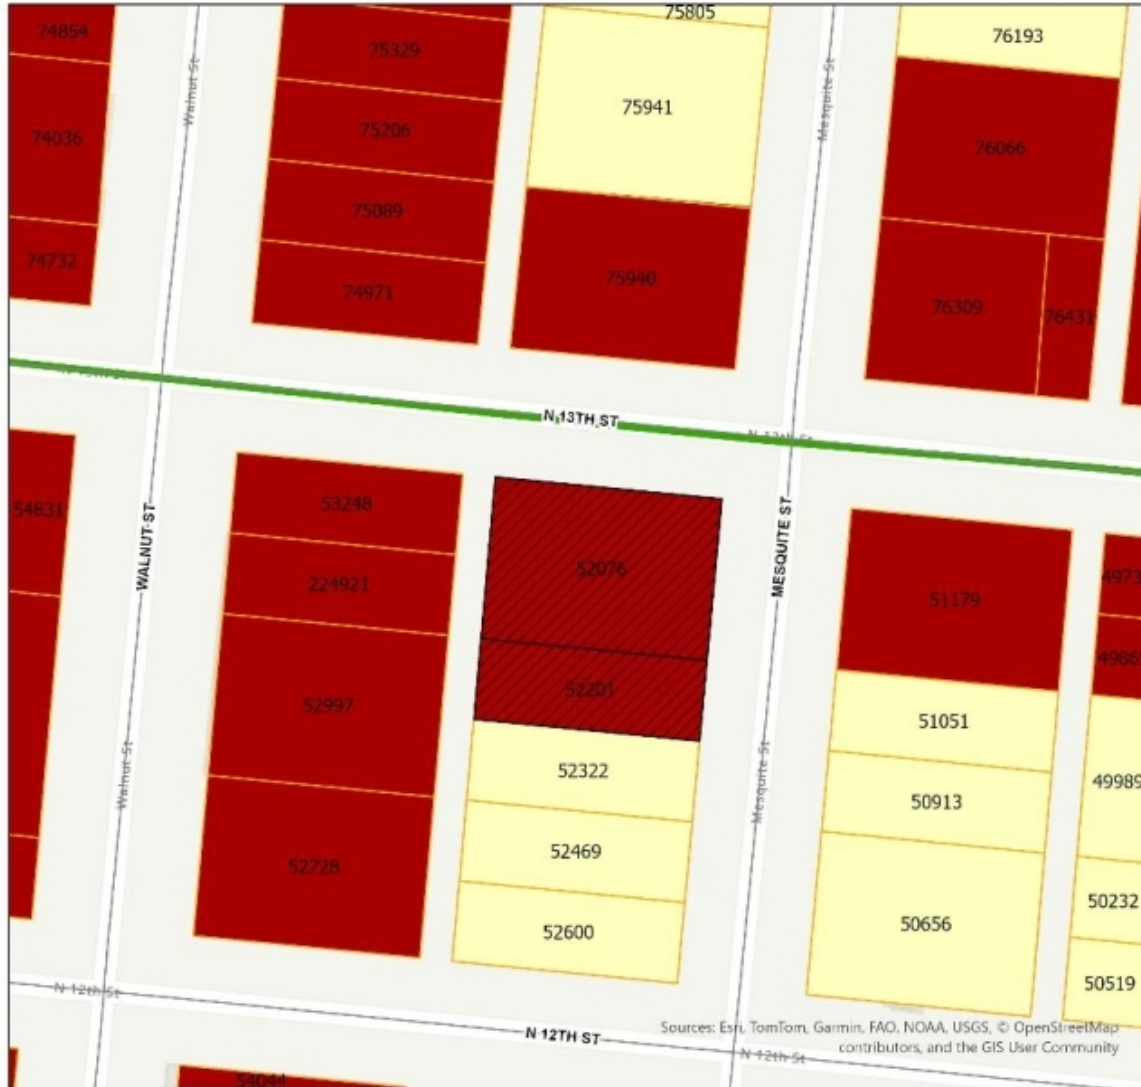 75805
74854
76193
75329
Walnut St
Mesquite St
75941
75206
74036
76066
75089
74732
75940
74971
76309
76431
N 13TH ST
53248
54831
WALNUT ST
MESQUITE ST
52076
224921
51179
52201
52997
51051
52322
Walnut St
Mesquite St
49989
50913
52469
52728
50232
50656
52600
50519
N 12th St
N 12TH ST
Sources: Esri, TomTom, Garmin, FAO, NOAA, USGS, © OpenStreetMap
contributors, and the GIS User Community
N 12th St
54044